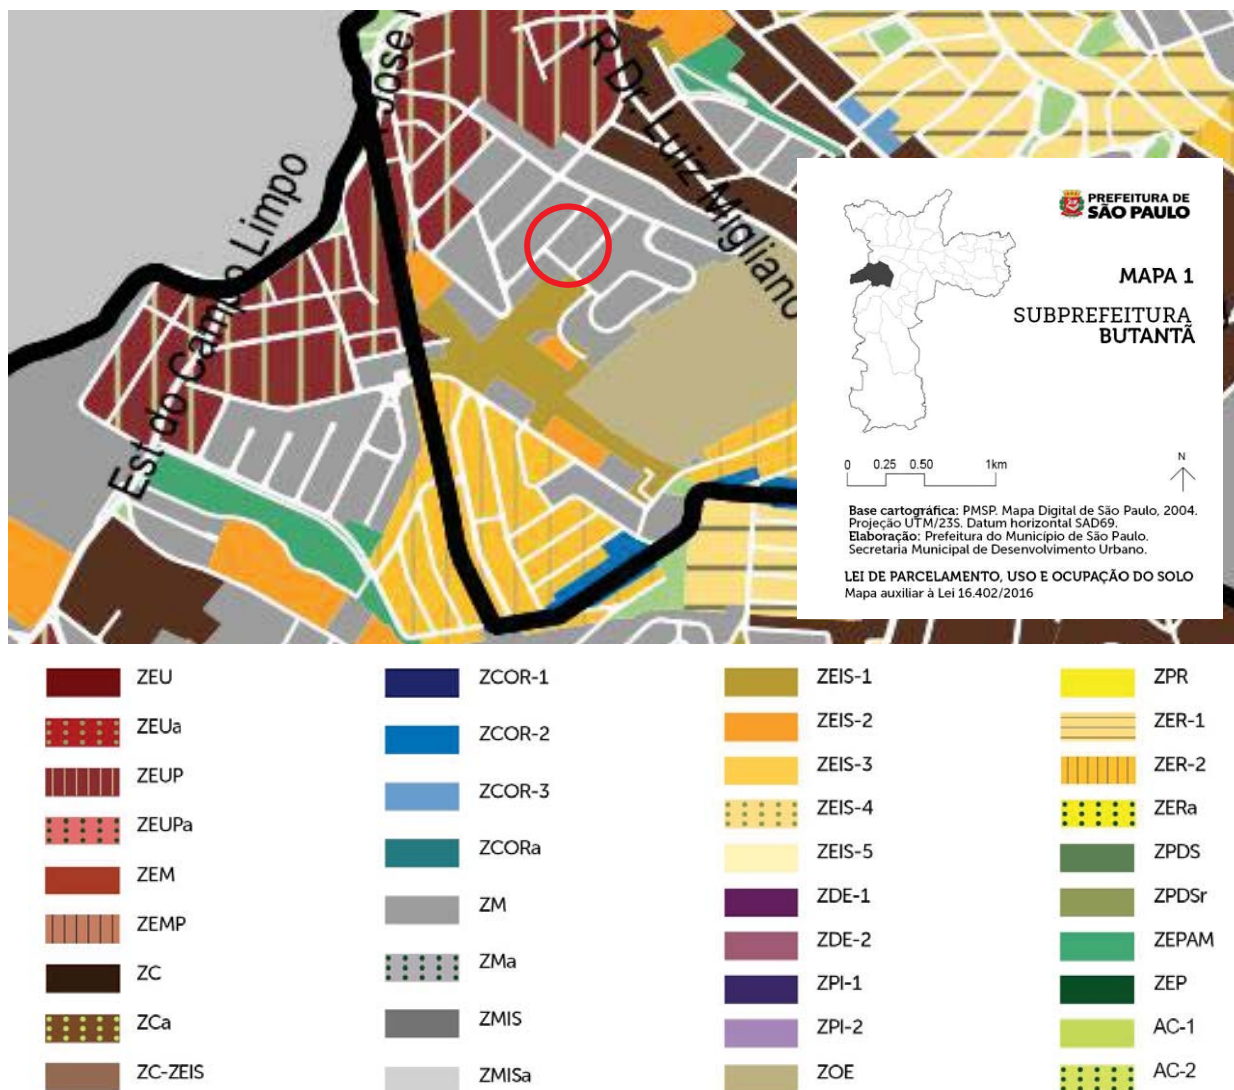 Jose
R Dr. Luiz Migliano
Est do Campo Limpo
PREFEITURA DE
SÃO PAULO
MAPA 1
SUBPREFEITURA
BUTANTÃ
0 0.25 0.50 1km
N
Base cartográfica: PMSP. Mapa Digital de São Paulo, 2004.
Projeção UTM/23S. Datum horizontal SAD69.
Elaboração: Prefeitura do Município de São Paulo.
Secretaria Municipal de Desenvolvimento Urbano.
LEI DE PARCELAMENTO, USO E OCUPAÇÃO DO SOLO
Mapa auxiliar à Lei 16.402/2016
ZEU
ZEUa
ZEUP
ZEUPa
ZEM
ZEMP
ZC
ZCa
ZC-ZEIS
ZCOR-1
ZCOR-2
ZCOR-3
ZCORa
ZM
ZMa
ZMIS
ZMISa
ZEIS-1
ZEIS-2
ZEIS-3
ZEIS-4
ZEIS-5
ZDE-1
ZDE-2
ZPI-1
ZPI-2
ZOE
ZPR
ZER-1
ZER-2
ZERa
ZPDS
ZPDSr
ZEPAM
ZEP
AC-1
AC-2